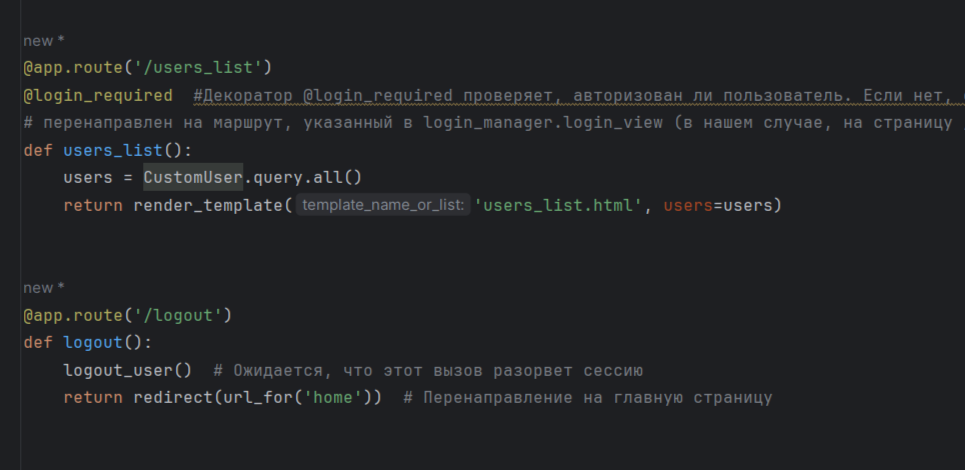 new *
@app.route('/users_list')
@login_required  #Декоратор @login_required проверяет, авторизован ли пользователь. Если нет,
# перенаправлен на маршрут, указанный в login_manager.login_view (в нашем случае, на страницу
def users_list():
    users = CustomUser.query.all()
    return render_template( template_name_or_list: 'users_list.html', users=users)
new *
@app.route('/logout')
def logout():
    logout_user()  # Ожидается, что этот вызов разорвет сессию
    return redirect(url_for('home'))  # Перенаправление на главную страницу